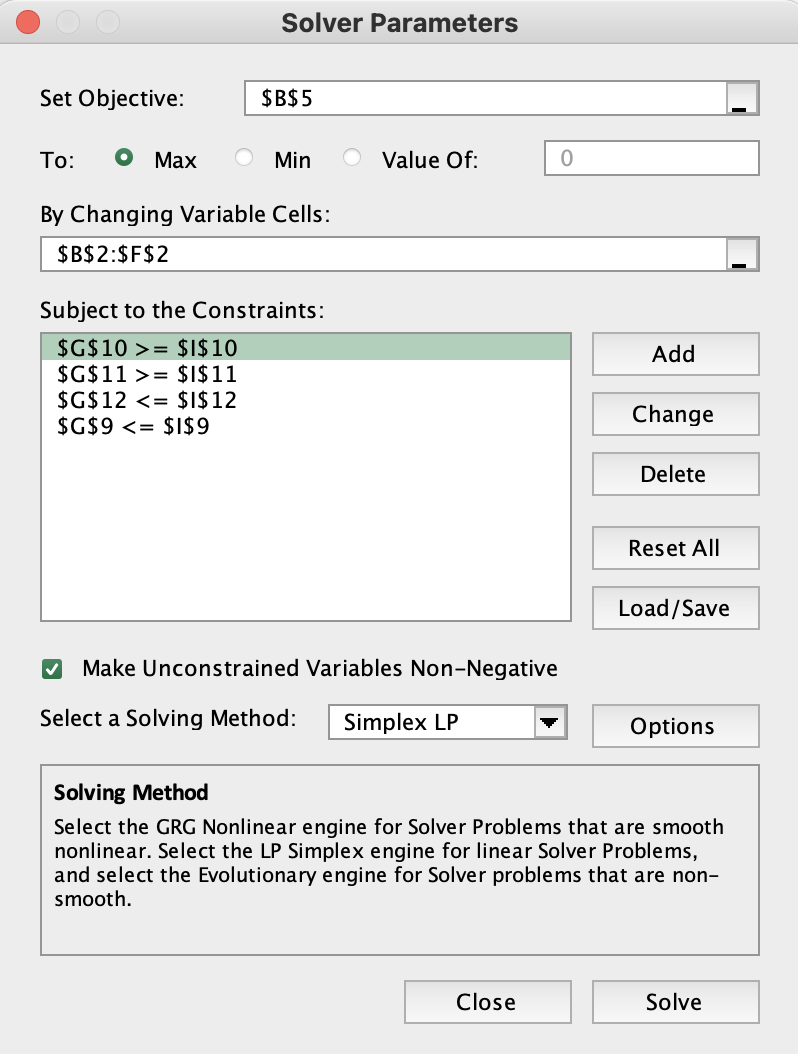 Solver Parameters
Set Objective: $B$5
To: Max Min Value Of: 0
By Changing Variable Cells:
$B$2:$F$2
Subject to the Constraints:
$G$10 >= $I$10
$G$11 >= $I$11
$G$12 <= $I$12
$G$9 <= $I$9
Add
Change
Delete
Reset All
Load/Save
Make Unconstrained Variables Non-Negative
Select a Solving Method: Simplex LP Options
Solving Method
Select the GRG Nonlinear engine for Solver Problems that are smooth
nonlinear. Select the LP Simplex engine for linear Solver Problems,
and select the Evolutionary engine for Solver problems that are non-
smooth.
Close Solve